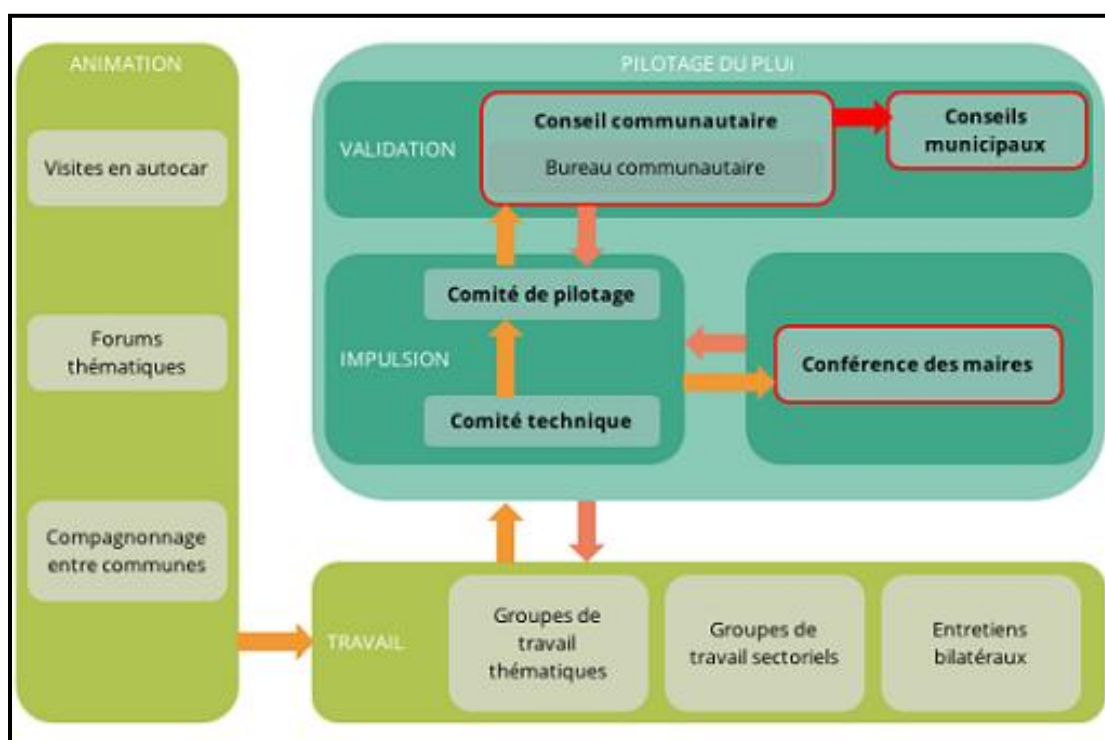 ANIMATION
Visites en autocar
Forums
thématiques
Compagnonnage
entre communes
PILOTAGE DU PLUi
VALIDATION
Conseil communautaire
Bureau communautaire
Conseils
municipaux
IMPULSION
Comité de pilotage
Comité technique
Conférence des maires
TRAVAIL
Groupes de
travail
thématiques
Groupes de
travail sectoriels
Entretiens
bilatéraux